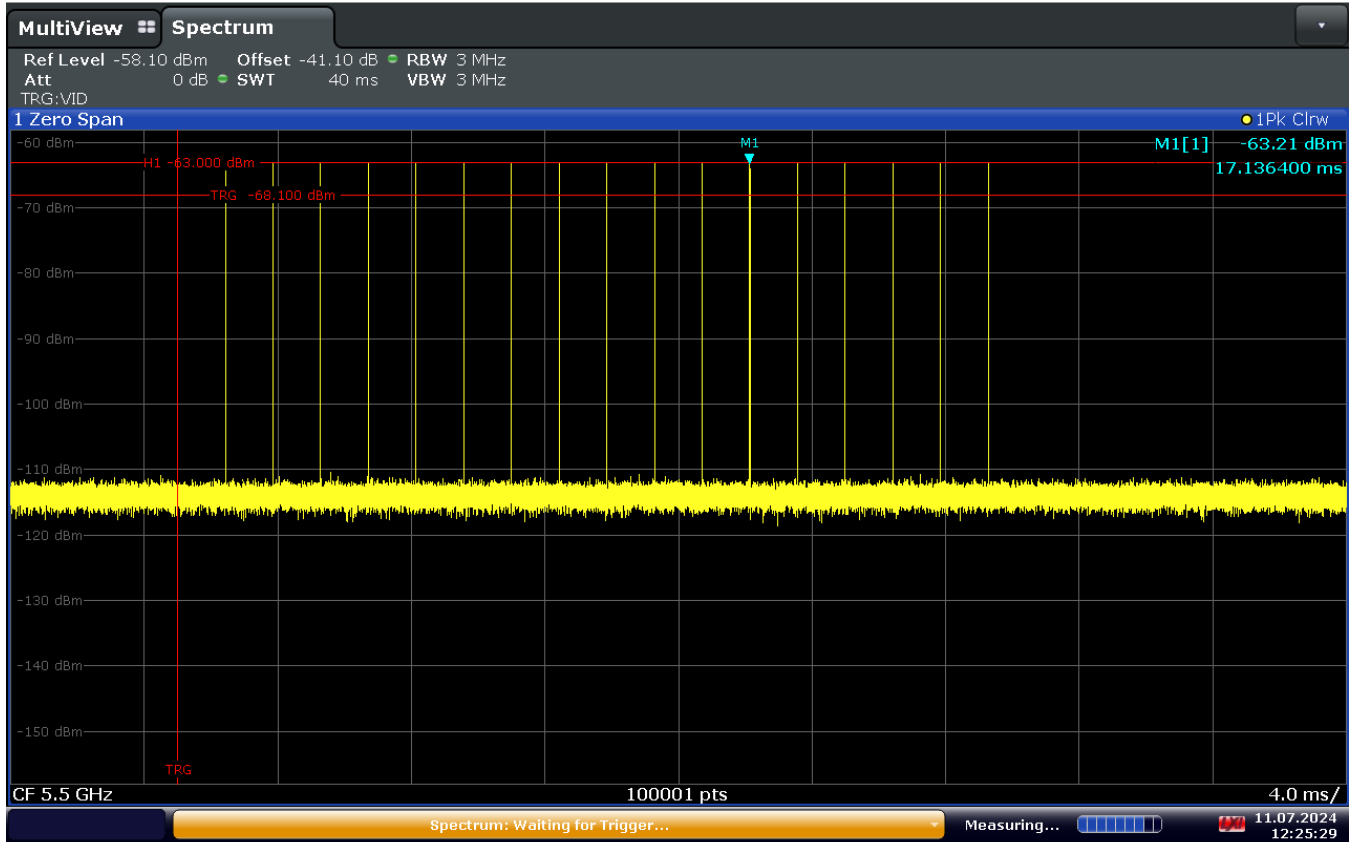 MultiView Spectrum
Ref Level -58.10 dBm Offset -41.10 dB RBW 3 MHz
Att 0 dB SWT 40 ms VBW 3 MHz
TRG:VID
1 Zero Span 1Pk Clrw
-60 dBm
M1
M1[1] -63.21 dBm
H1 -63.000 dBm
17.136400 ms
TRG -68.100 dBm
-70 dBm
-80 dBm
-90 dBm
-100 dBm
-110 dBm
-120 dBm
-130 dBm
-140 dBm
-150 dBm
TRG
CF 5.5 GHz 100001 pts 4.0 ms/
Spectrum: Waiting for Trigger... Measuring... LXI 11.07.2024
12:25:29